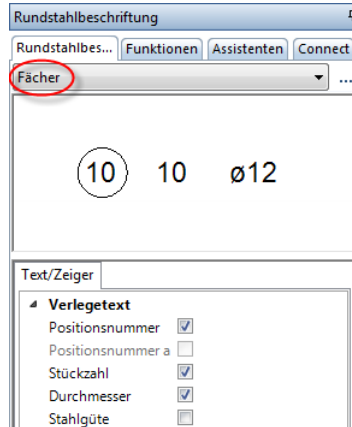 Rundstahlbeschriftung
Rundstahlbes... Funktionen Assistenten Connect
Fächer ...
10 10 ø12
Text/Zeiger
Verlegetext
Positionsnummer
Positionsnummer a
Stückzahl
Durchmesser
Stahlgüte